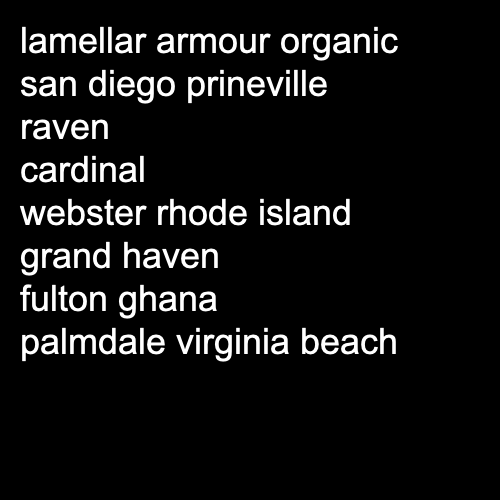 lamellar armour organic
san diego prineville
raven
cardinal
webster rhode island
grand haven
fulton ghana
palmdale virginia beach